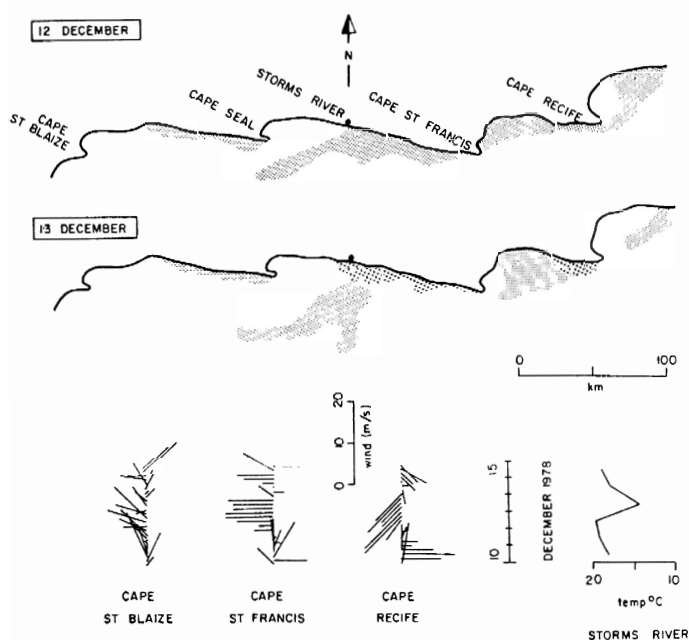 12 DECEMBER
N
CAPE
ST BLAIZE
CAPE SEAL
STORMS RIVER
CAPE ST FRANCIS
CAPE RECIFE
13 DECEMBER
0 100
km
20
10
0
wind (m/s)
15
10
DECEMBER 1978
20 10
temp °C
CAPE
ST BLAIZE
CAPE
ST FRANCIS
CAPE
RECIFE
STORMS RIVER